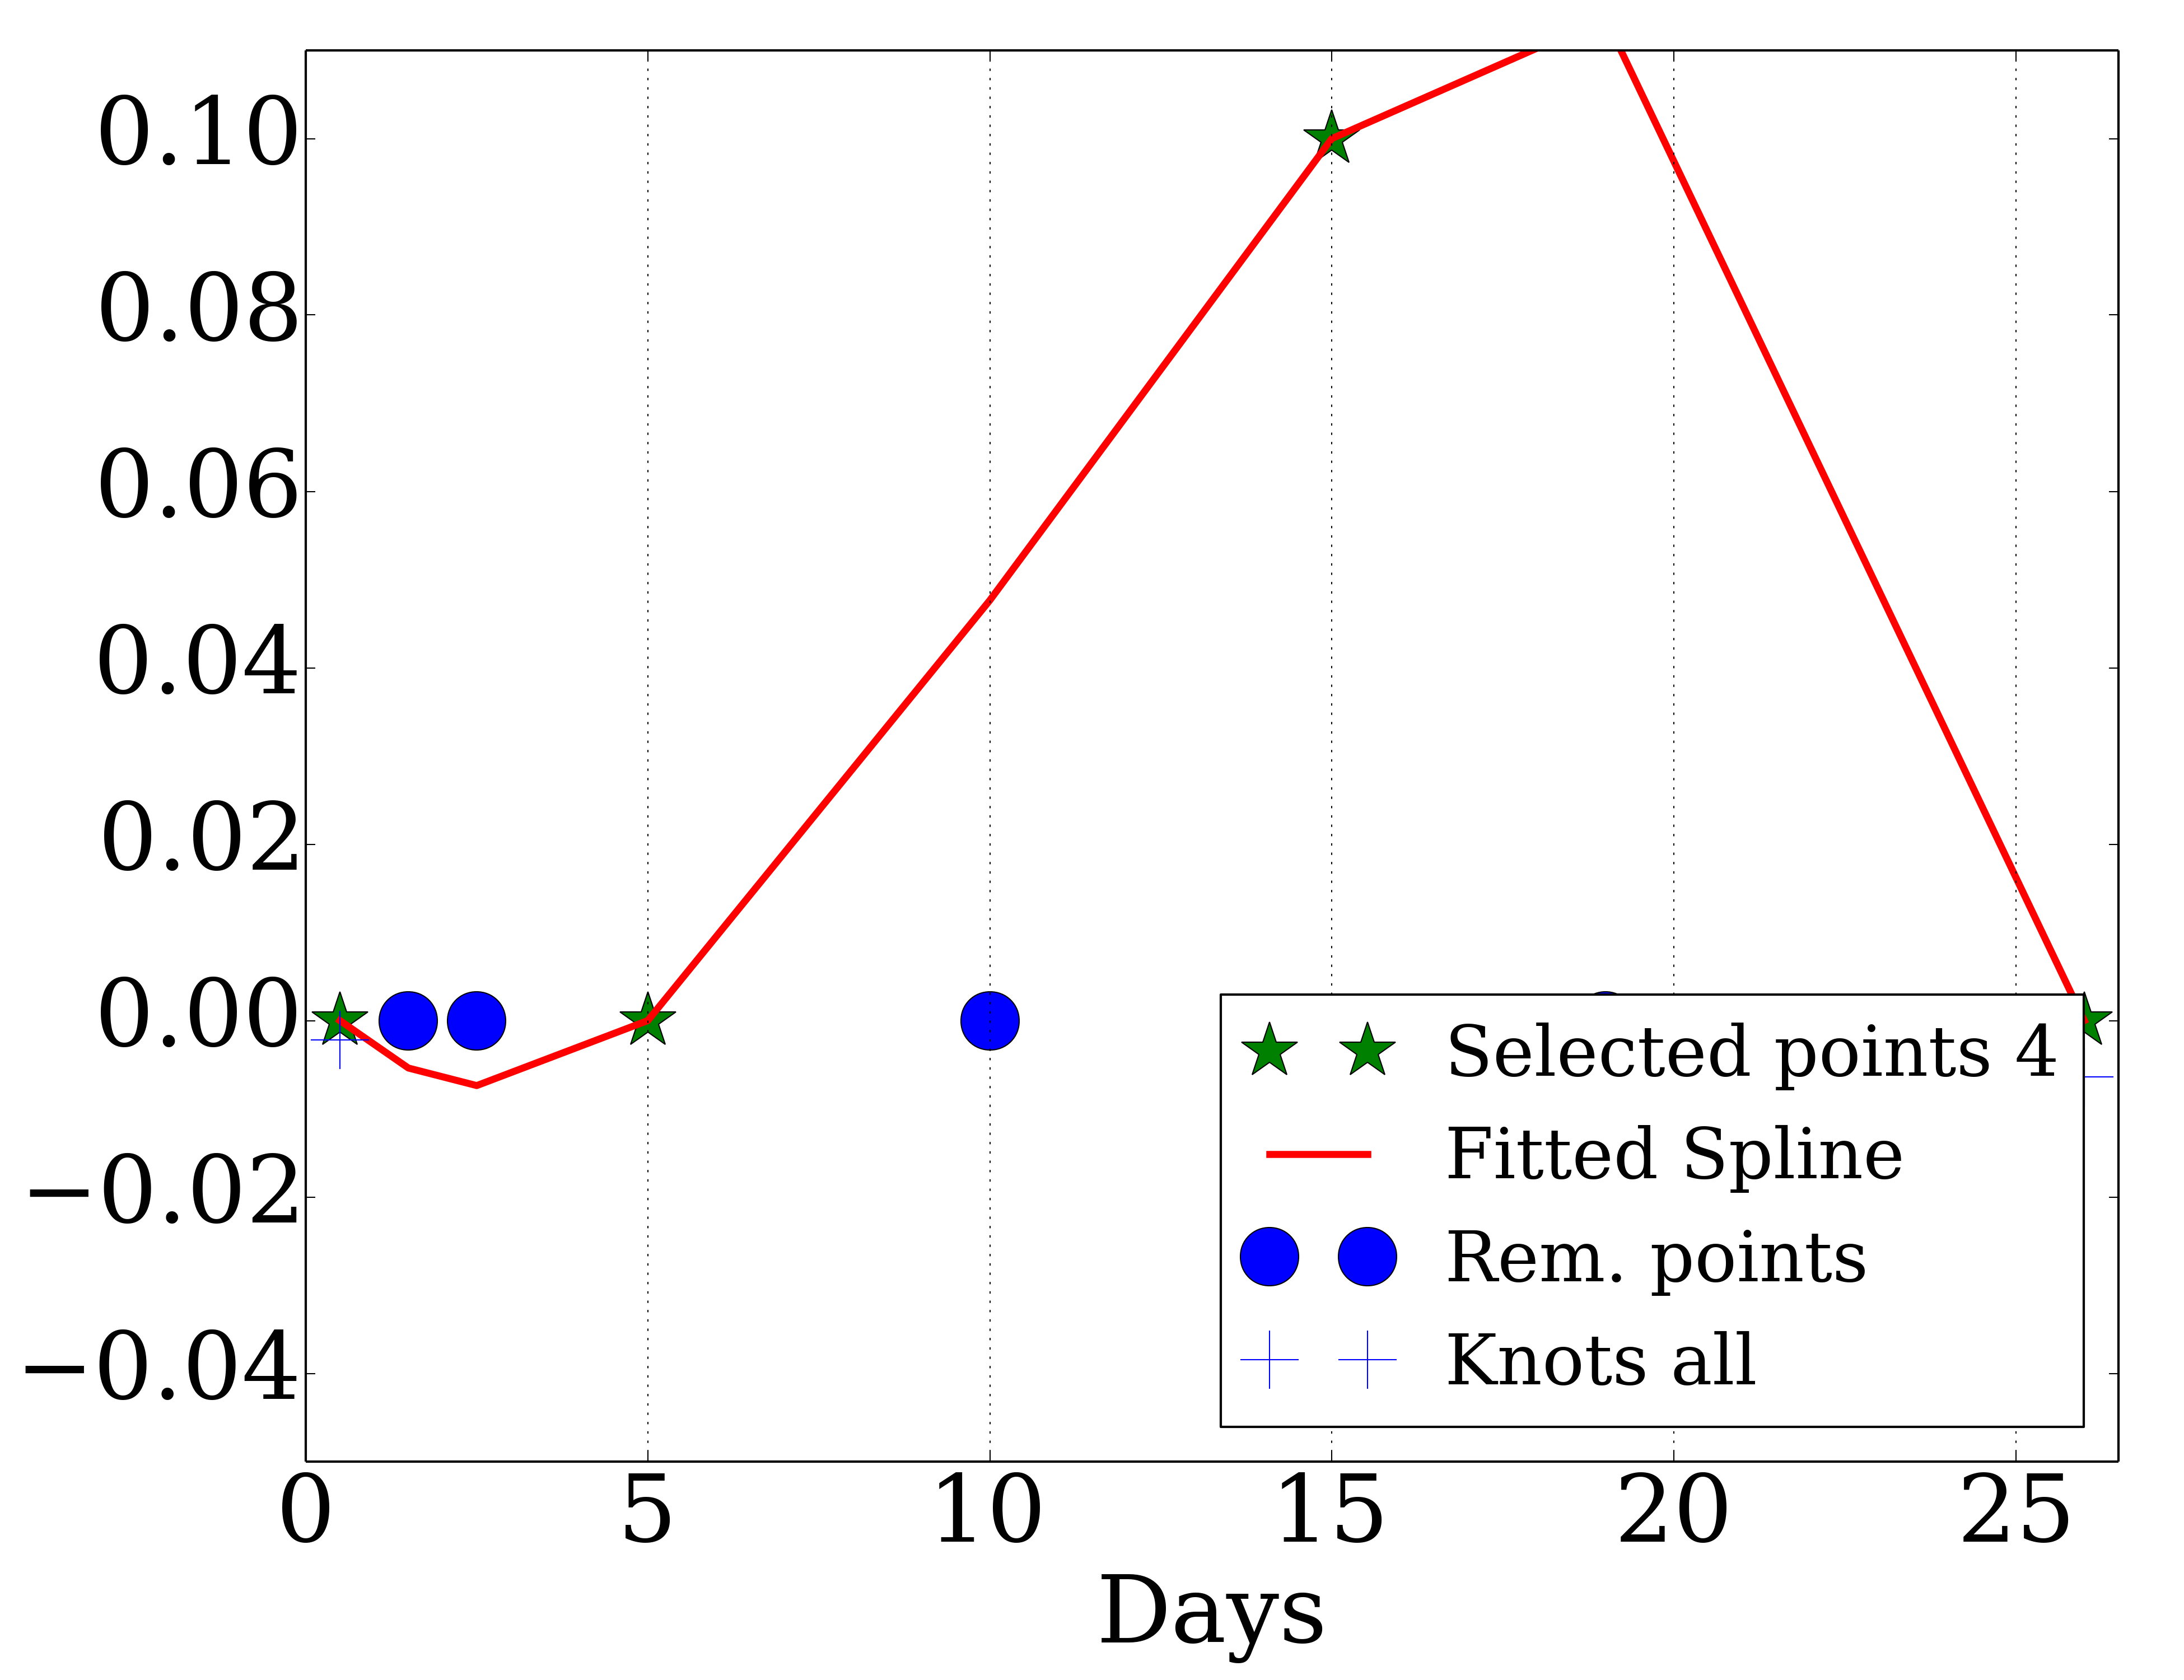 0.10
0.08
0.06
0.04
0.02
0.00
−0.02
−0.04
Selected points 4
Fitted Spline
Rem. points
Knots all
0 5 10 15 20 25
Days